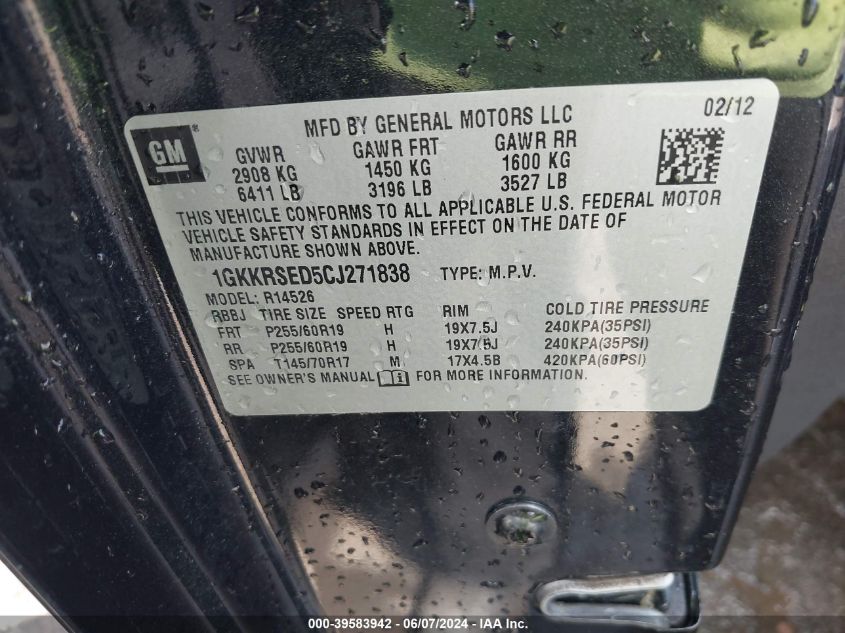 MFD BY GENERAL MOTORS LLC 02/12
GM®
GVWR GAWR FRT GAWR RR
2908 KG 1450 KG 1600 KG
6411 LB 3196 LB 3527 LB
THIS VEHICLE CONFORMS TO ALL APPLICABLE U.S. FEDERAL MOTOR
VEHICLE SAFETY STANDARDS IN EFFECT ON THE DATE OF
MANUFACTURE SHOWN ABOVE.
1GKKRSED5CJ271838 TYPE: M.P.V.
MODEL: R14526
RBBJ TIRE SIZE SPEED RTG RIM COLD TIRE PRESSURE
FRT P255/60R19 H 19X7.5J 240KPA(35PSI)
RR P255/60R19 H 19X7.5J 240KPA(35PSI)
SPA T145/70R17 M 17X4.5B 420KPA(60PSI)
SEE OWNER'S MANUAL i FOR MORE INFORMATION.
000-39583942 - 06/07/2024 - IAA, Inc.